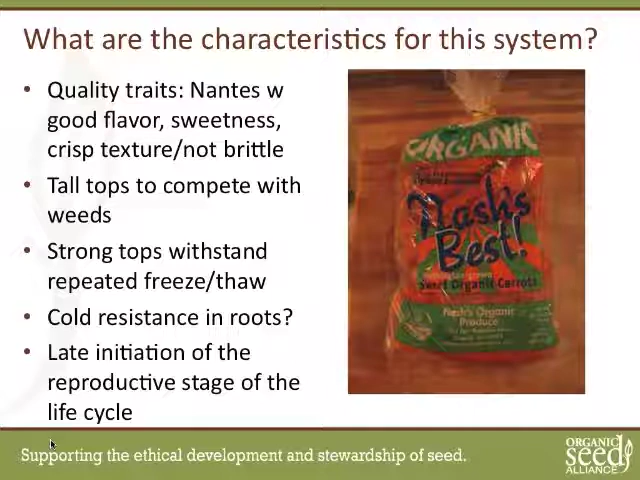 What are the characteristics for this system?
• Quality traits: Nantes w
good flavor, sweetness,
crisp texture/not brittle
• Tall tops to compete with
weeds
• Strong tops withstand
repeated freeze/thaw
• Cold resistance in roots?
• Late initiation of the
reproductive stage of the
life cycle
ORGANIC
Nash's
Best!
Sweet Organic Carrots
Nash's Organic
Produce
Supporting the ethical development and stewardship of seed.
ORGANIC
seed
ALLIANCE